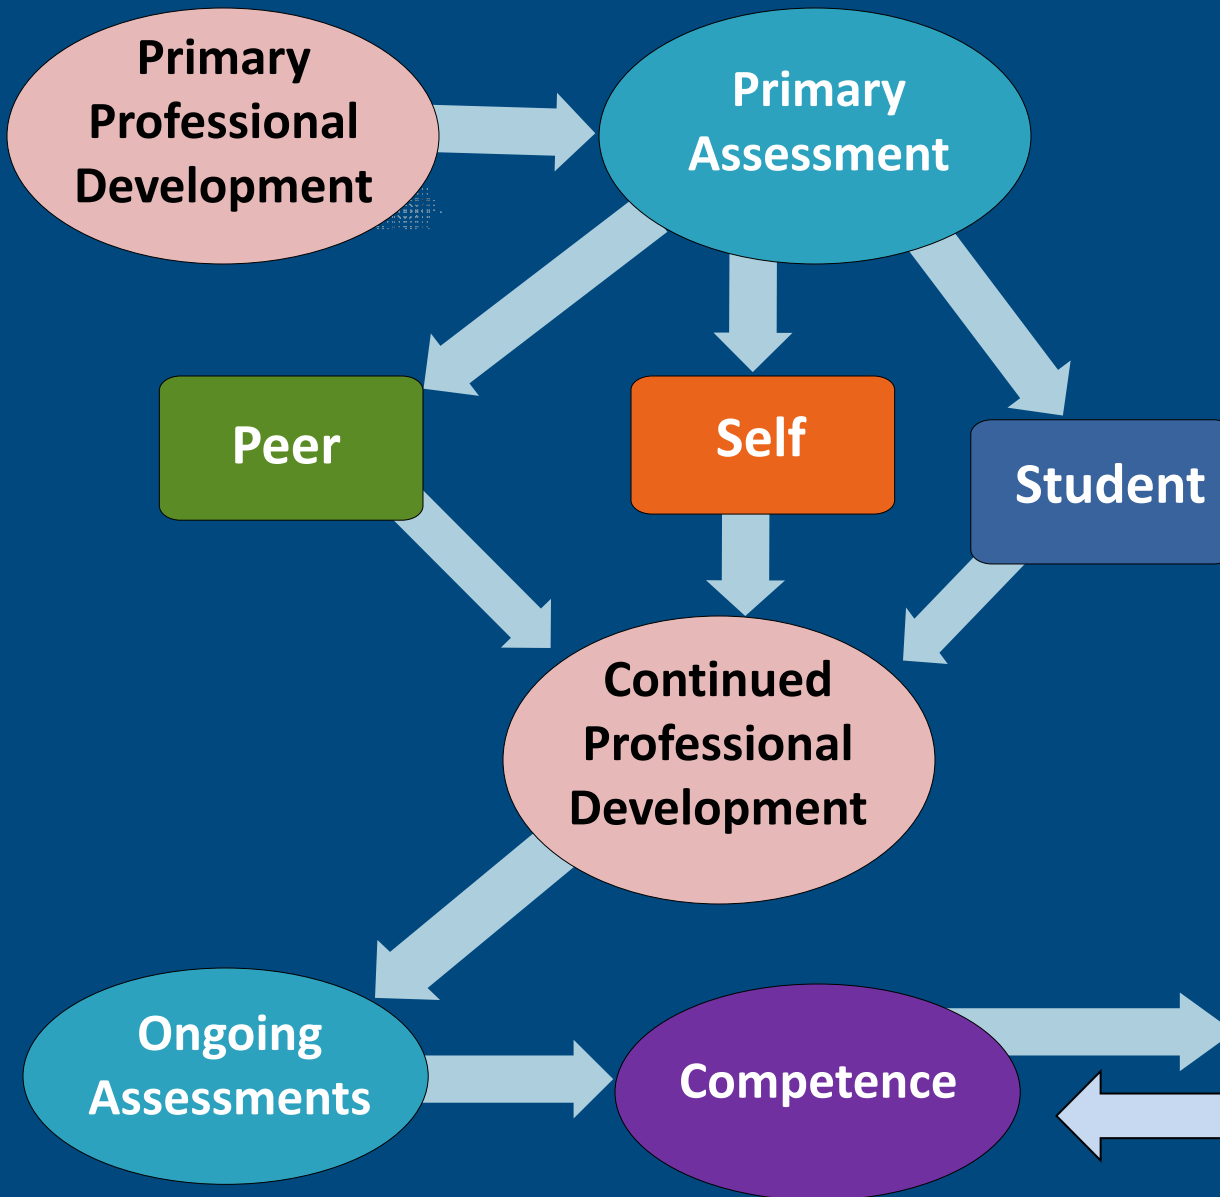 Primary
Professional
Development
Primary
Assessment
Peer
Self
Student
Continued
Professional
Development
Ongoing
Assessments
Competence